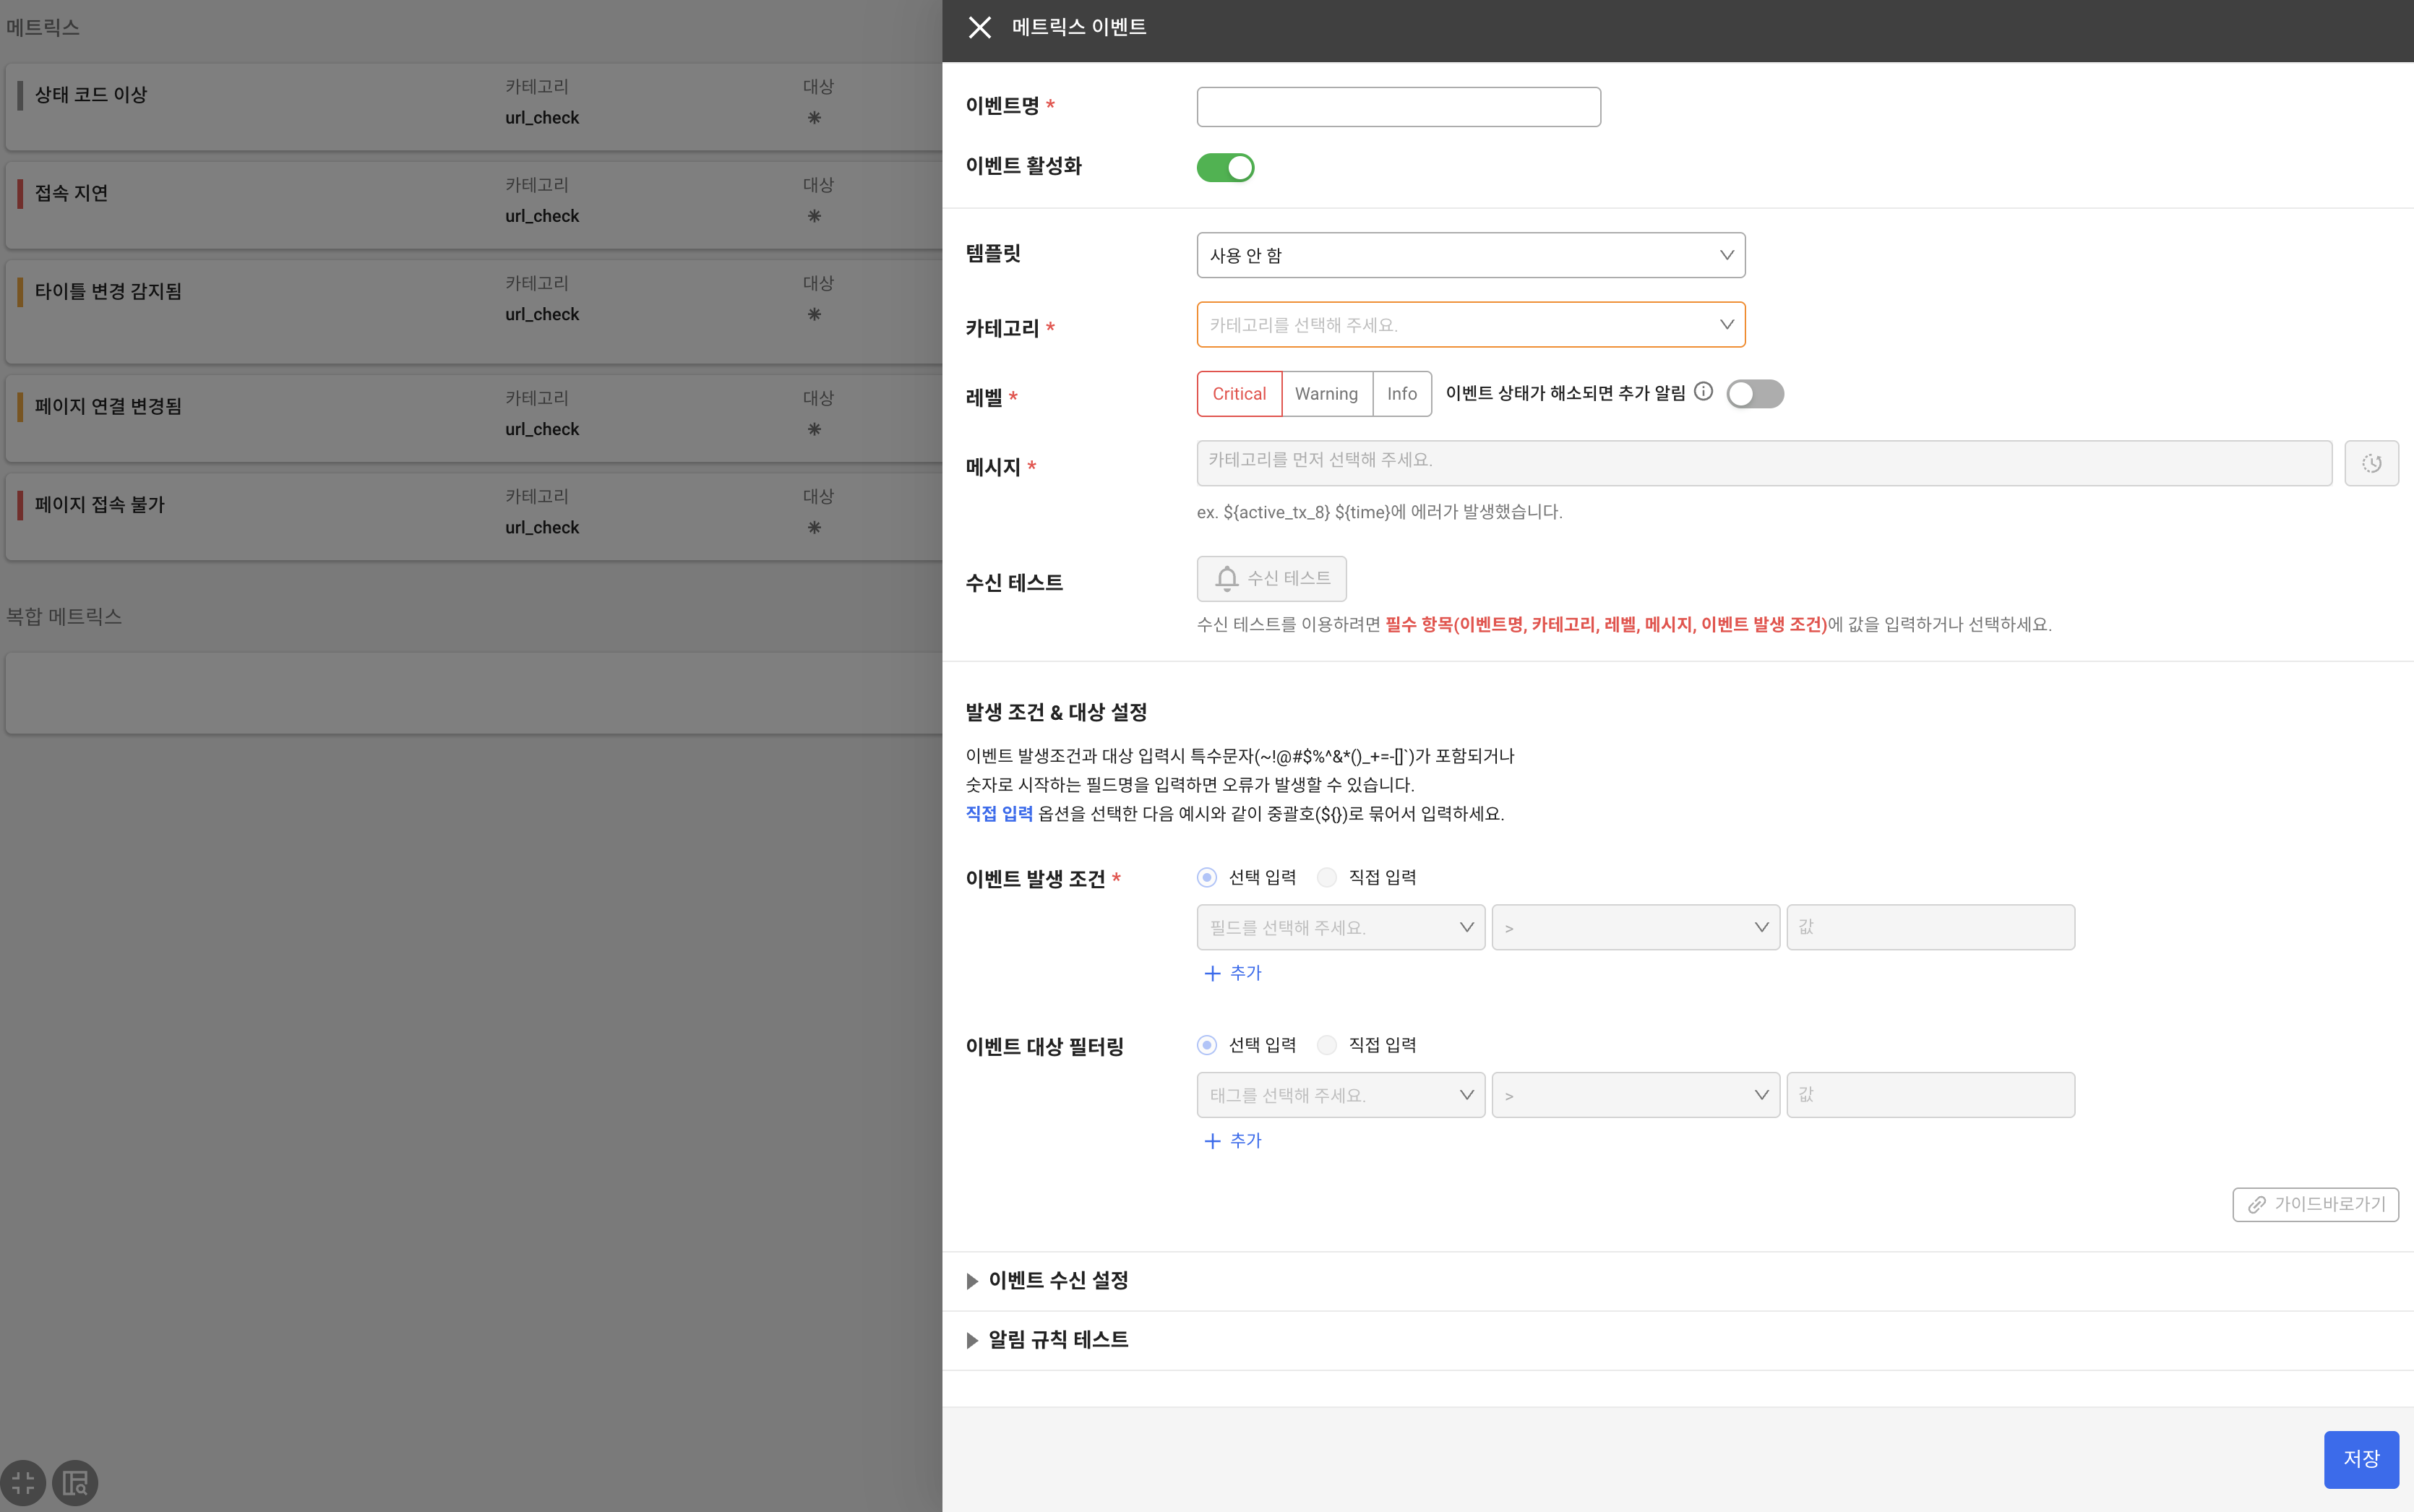 메트릭스
상태 코드 이상
카테고리
url_check
대상
✳
접속 지연
카테고리
url_check
대상
✳
타이틀 변경 감지됨
카테고리
url_check
대상
✳
페이지 연결 변경됨
카테고리
url_check
대상
✳
페이지 접속 불가
카테고리
url_check
대상
✳
복합 메트릭스
메트릭스 이벤트
이벤트명 *
이벤트 활성화
템플릿
사용 안 함
카테고리 *
카테고리를 선택해 주세요.
레벨 *
Critical Warning Info 이벤트 상태가 해소되면 추가 알림
메시지 *
카테고리를 먼저 선택해 주세요.
ex. ${active_tx_8} ${time}에 에러가 발생했습니다.
수신 테스트
수신 테스트
수신 테스트를 이용하려면 필수 항목(이벤트명, 카테고리, 레벨, 메시지, 이벤트 발생 조건)에 값을 입력하거나 선택하세요.
발생 조건 & 대상 설정
이벤트 발생조건과 대상 입력시 특수문자(~!@#$%^&*()_+=-[]`)가 포함되거나
숫자로 시작하는 필드명을 입력하면 오류가 발생할 수 있습니다.
직접 입력 옵션을 선택한 다음 예시와 같이 중괄호(${})로 묶어서 입력하세요.
이벤트 발생 조건 *
선택 입력 직접 입력
필드를 선택해 주세요. > 값
+ 추가
이벤트 대상 필터링
선택 입력 직접 입력
태그를 선택해 주세요. > 값
+ 추가
가이드바로가기
이벤트 수신 설정
알림 규칙 테스트
저장